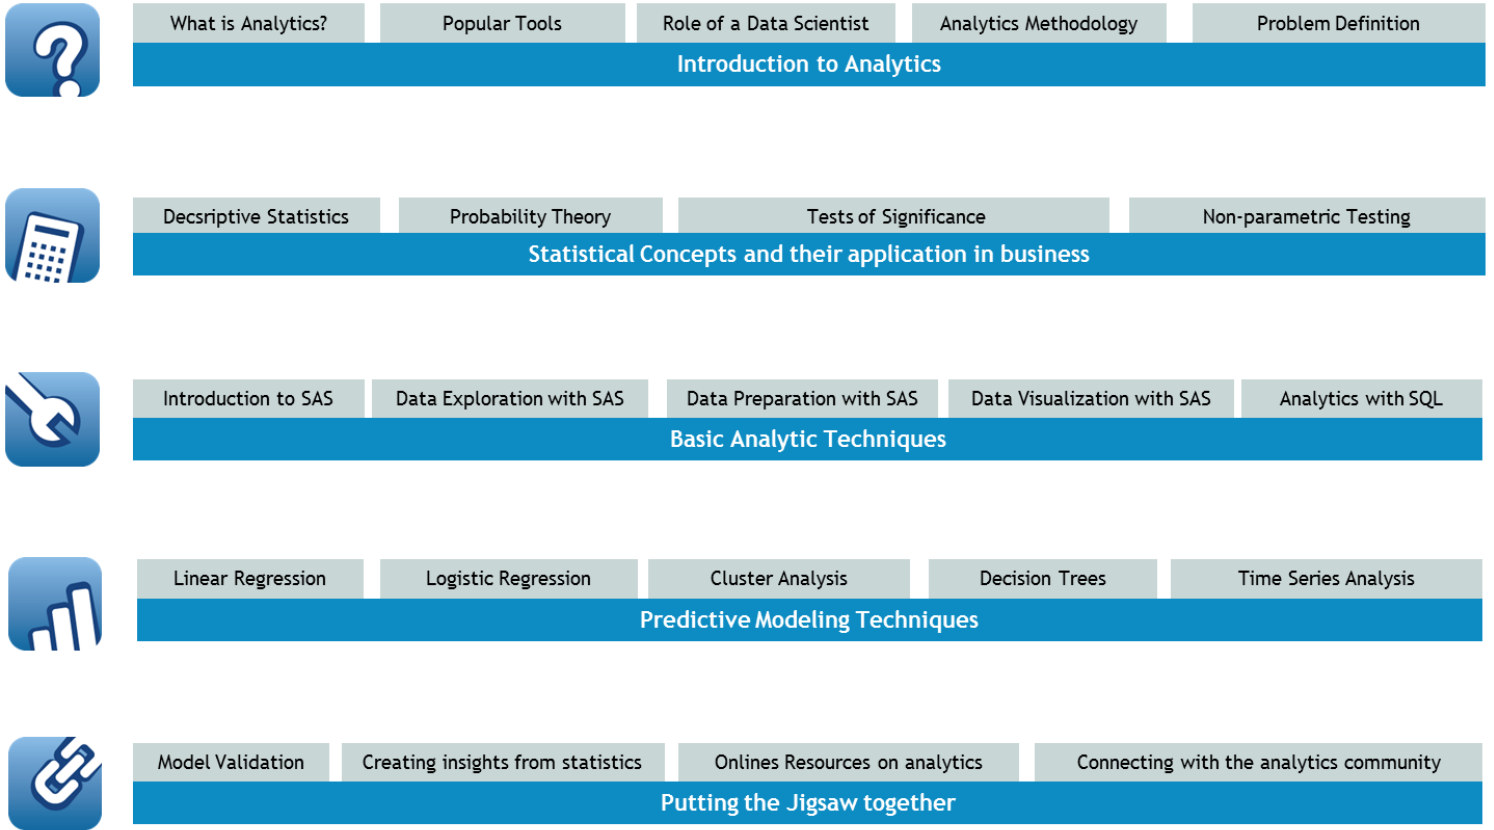 What is Analytics?
Popular Tools
Role of a Data Scientist
Analytics Methodology
Problem Definition
Introduction to Analytics
Decsriptive Statistics
Probability Theory
Tests of Significance
Non-parametric Testing
Statistical Concepts and their application in business
Introduction to SAS
Data Exploration with SAS
Data Preparation with SAS
Data Visualization with SAS
Analytics with SQL
Basic Analytic Techniques
Linear Regression
Logistic Regression
Cluster Analysis
Decision Trees
Time Series Analysis
Predictive Modeling Techniques
Model Validation
Creating insights from statistics
Onlines Resources on analytics
Connecting with the analytics community
Putting the Jigsaw together